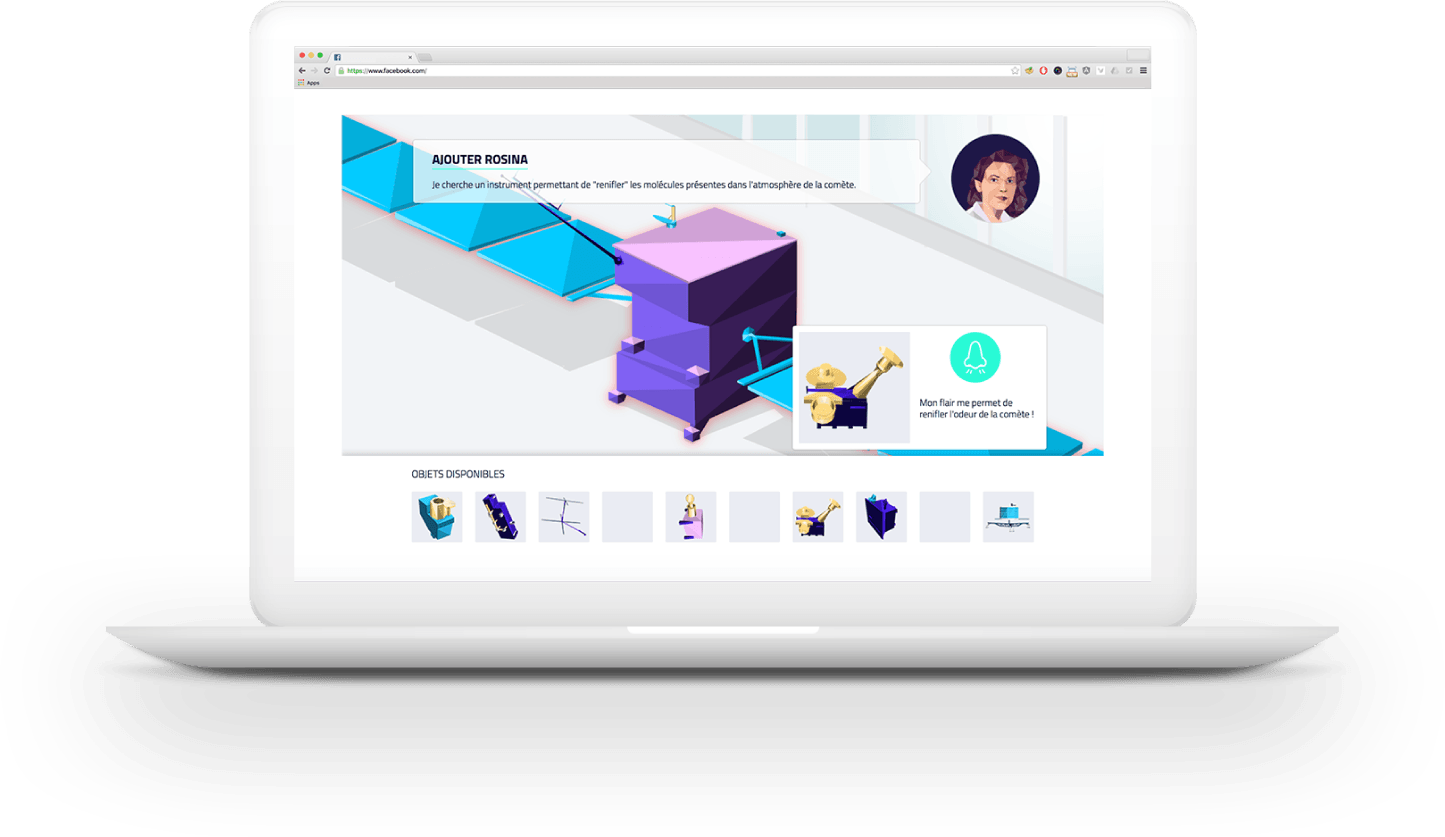 https://www.facebook.com/
Apps
AJOUTER ROSINA
Je cherche un instrument permettant de "renifler" les molécules présentes dans l'atmosphère de la comète.
Mon flair me permet de
renifler l'odeur de la comète !
OBJETS DISPONIBLES